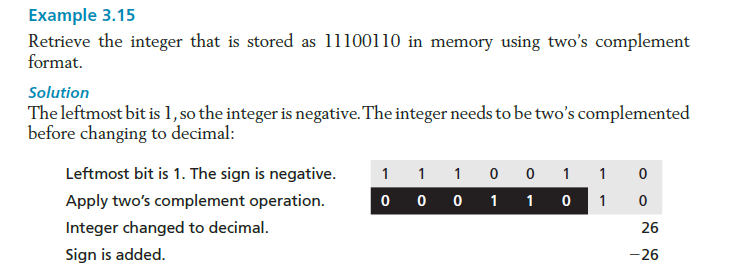 Example 3.15
Retrieve the integer that is stored as 11100110 in memory using two's complement
format.
Solution
The leftmost bit is 1, so the integer is negative. The integer needs to be two's complemented
before changing to decimal:
Leftmost bit is 1. The sign is negative. 1 1 1 0 0 1 1 0
Apply two's complement operation. 0 0 0 1 1 0 1 0
Integer changed to decimal. 26
Sign is added. −26